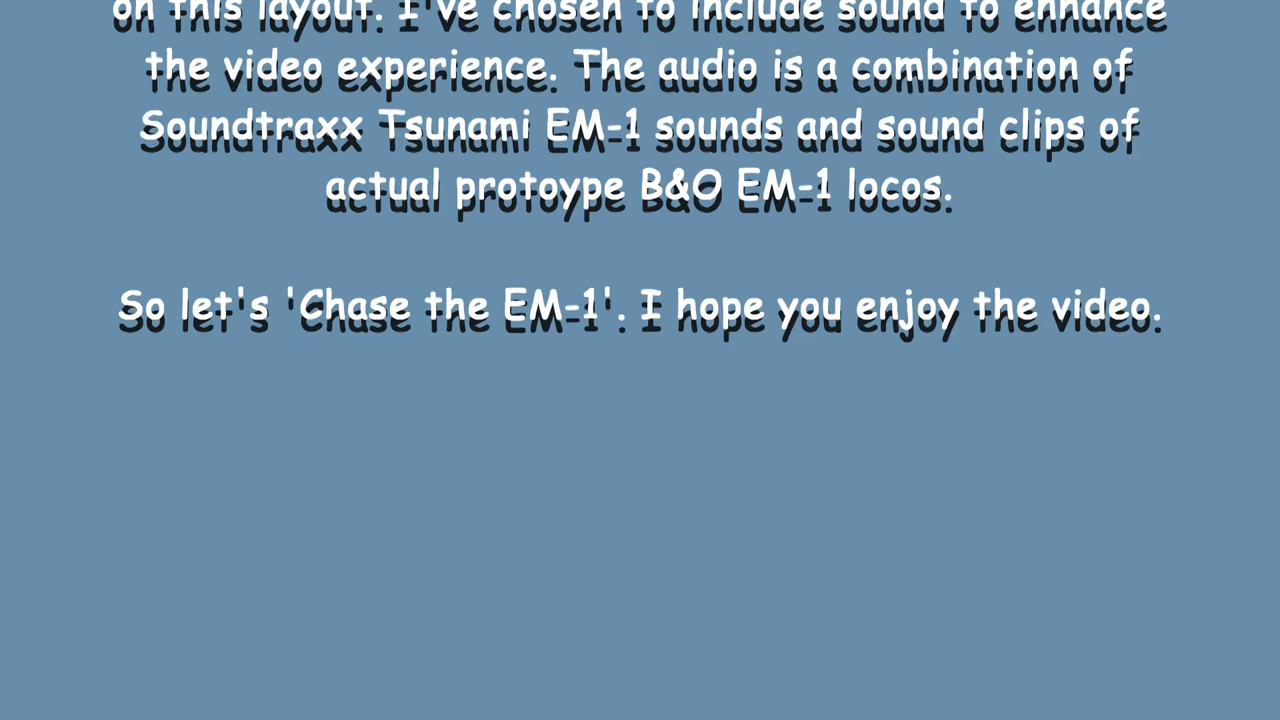 on this layout. I've chosen to include sound to enhance
the video experience. The audio is a combination of
Soundtraxx Tsunami EM-1 sounds and sound clips of
actual protoype B&O EM-1 locos.
So let's 'Chase the EM-1'. I hope you enjoy the video.